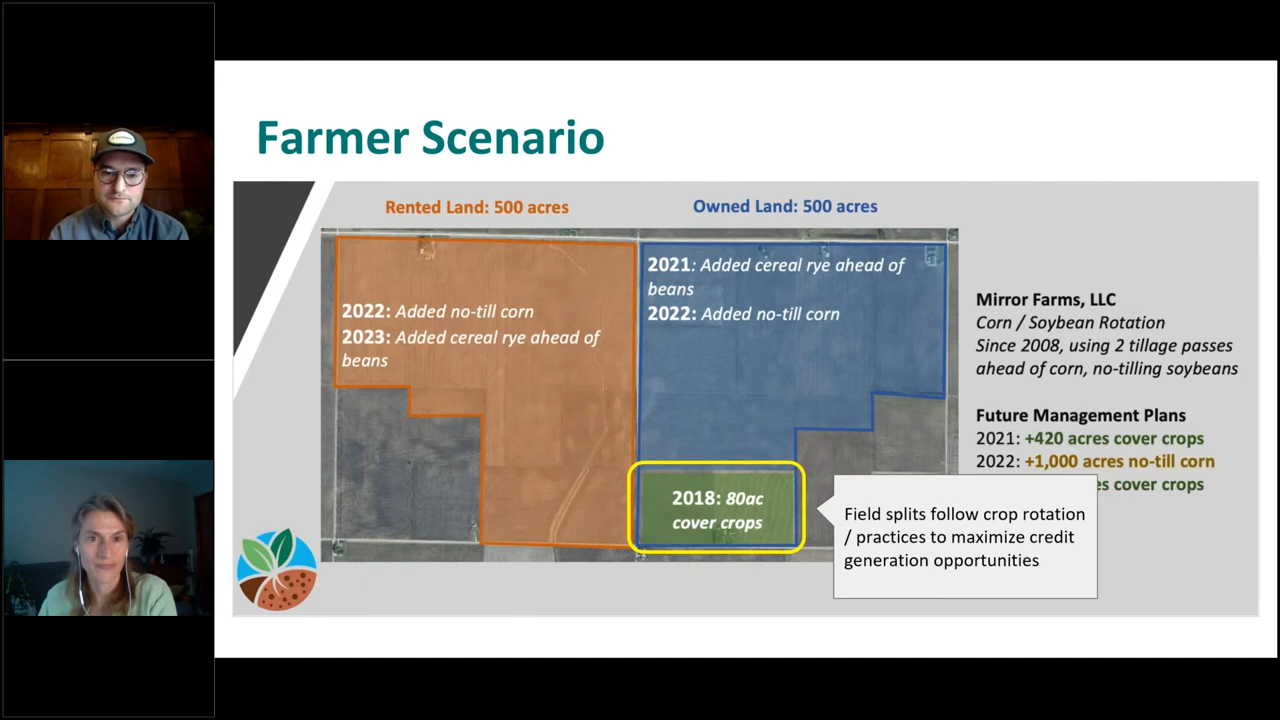 Farmer Scenario
Rented Land: 500 acres
Owned Land: 500 acres
2022: Added no-till corn
2023: Added cereal rye ahead of
beans
2021: Added cereal rye ahead of
beans
2022: Added no-till corn
2018: 80ac
cover crops
Mirror Farms, LLC
Corn / Soybean Rotation
Since 2008, using 2 tillage passes
ahead of corn, no-tilling soybeans
Future Management Plans
2021: +420 acres cover crops
2022: +1,000 acres no-till corn
es cover crops
Field splits follow crop rotation
/ practices to maximize credit
generation opportunities